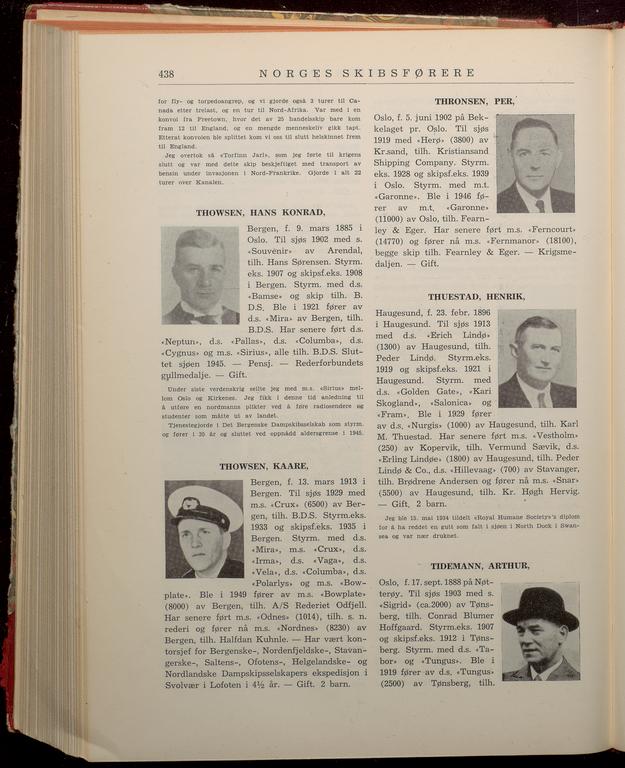 438
NORGES SKIBSFØRERE
for fly- og torpedoangrep, og vi gjorde også 3 turer til Ca-
nada etter trelast, og en tur til Nord-Afrika. Var med i en
konvoi fra Freetown, hvor det av 25 handelsskip bare kom
fram 12 til England, og en mengde menneskeliv gikk tapt.
Etterat konvoien ble splittet kom vi oss til slutt helskinnet frem
til England.
Jeg overtok så «Torfinn Jarl», som jeg førte til krigens
slutt og var med dette skip beskjeftiget med transport av
bensin under invasjonen i Nord-Frankrike. Gjorde i alt 22
turer over Kanalen.
THOWSEN, HANS KONRAD,
Bergen, f. 9. mars 1885 i
Oslo. Til sjøs 1902 med s.
«Souvenir» av Arendal,
tilh. Hans Sørensen. Styrm.
eks. 1907 og skipsf.eks. 1908
i Bergen. Styrm. med d.s.
«Bamse» og skip tilh. B.
D.S. Ble i 1921 fører av
d.s. «Mira» av Bergen, tilh.
B.D.S. Har senere ført d.s.
«Neptun», d.s. «Pallas», d.s. «Columba», d.s.
«Cygnus» og m.s. «Sirius», alle tilh. B.D.S. Slut-
tet sjøen 1945. — Pensj. — Rederforbundets
gullmedalje. — Gift.
Under siste verdenskrig seilte jeg med m.s. «Sirius» mel-
lom Oslo og Kirkenes. Jeg fikk i denne tid anledning til
å utføre en nordmanns plikter ved å føre radiosendere og
studenter som måtte ut av landet.
Tjenestegjorde i Det Bergenske Dampskibsselskab som styrm.
og fører i 35 år og sluttet ved oppnådd aldersgrense i 1945.
THOWSEN, KAARE,
Bergen, f. 13. mars 1913 i
Bergen. Til sjøs 1929 med
m.s. «Crux» (6500) av Ber-
gen, tilh. B.D.S. Styrm.eks.
1933 og skipsf.eks. 1935 i
Bergen. Styrm. med d.s.
«Mira», m.s. «Crux», d.s.
«Irma», d.s. «Vaga», d.s.
«Vela», d.s. «Columba», d.s.
«Polarlys» og m.s. «Bow-
plate». Ble i 1949 fører av m.s. «Bowplate»
(8000) av Bergen, tilh. A/S Rederiet Odfjell.
Har senere ført m.s. «Odnes» (1014), tilh. s. n.
rederi og fører nå m.s. «Nordnes» (8230) av
Bergen, tilh. Halfdan Kuhnle. — Har vært kon-
torsjef for Bergenske-, Nordenfjeldske-, Stavan-
gerske-, Saltens-, Ofotens-, Helgelandske- og
Nordlandske Dampskipsselskapers ekspedisjon i
Svolvær i Lofoten i 4½ år. — Gift. 2 barn.
THRONSEN, PER,
Oslo, f. 5. juni 1902 på Bek-
kelaget pr. Oslo. Til sjøs
1919 med «Herø» (3800) av
Kr.sand, tilh. Kristiansand
Shipping Company. Styrm.
eks. 1928 og skipsf.eks. 1939
i Oslo. Styrm. med m.t.
«Garonne». Ble i 1946 fø-
rer av m.t. «Garonne»
(11000) av Oslo, tilh. Fearn-
ley & Eger. Har senere ført m.s. «Ferncourt»
(14770) og fører nå m.s. «Fernmanor» (18100),
begge skip tilh. Fearnley & Eger. — Krigsme-
daljen. — Gift.
THUESTAD, HENRIK,
Haugesund, f. 23. febr. 1896
i Haugesund. Til sjøs 1913
med d.s. «Erich Lindø»
(1300) av Haugesund, tilh.
Peder Lindø. Styrm.eks.
1919 og skipsf.eks. 1921 i
Haugesund. Styrm. med
d.s. «Golden Gate», «Kari
Skogland», «Salonica» og
«Fram». Ble i 1929 fører
av d.s. «Nurgis» (1000) av Haugesund, tilh. Karl
M. Thuestad. Har senere ført m.s. «Vestholm»
(250) av Kopervik, tilh. Vermund Sævik, d.s.
«Erling Lindøe» (1800) av Haugesund, tilh. Peder
Lindø & Co., d.s. «Hillevaag» (700) av Stavanger,
tilh. Brødrene Andersen og fører nå m.s. «Snar»
(5500) av Haugesund, tilh. Kr. Høgh Hervig.
— Gift, 2 barn.
Jeg ble 15. mai 1934 tildelt «Royal Humane Society»'s diplom
for å ha reddet en gutt som falt i sjøen i North Dock i Swan-
sea og var nær druknet.
TIDEMANN, ARTHUR,
Oslo, f. 17. sept. 1888 på Nøt-
terøy. Til sjøs 1903 med s.
«Sigrid» (ca.2000) av Tøns-
berg, tilh. Conrad Blumer
Hoffgaard. Styrm.eks. 1907
og skipsf.eks. 1912 i Tøns-
berg. Styrm. med d.s. «Ta-
bor» og «Tungus». Ble i
1919 fører av d.s. «Tungus»
(2500) av Tønsberg, tilh.